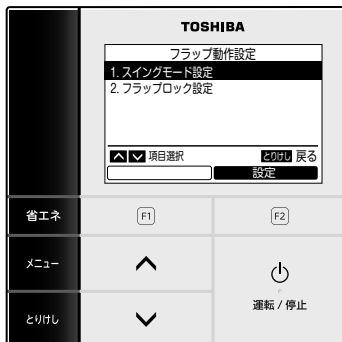 TOSHIBA
フラップ動作設定
1. スイングモード設定
2. フラップロック設定
項目選択 とりけし 戻る
設定
省エネ F1 F2
メニュー
とりけし
運転 / 停止